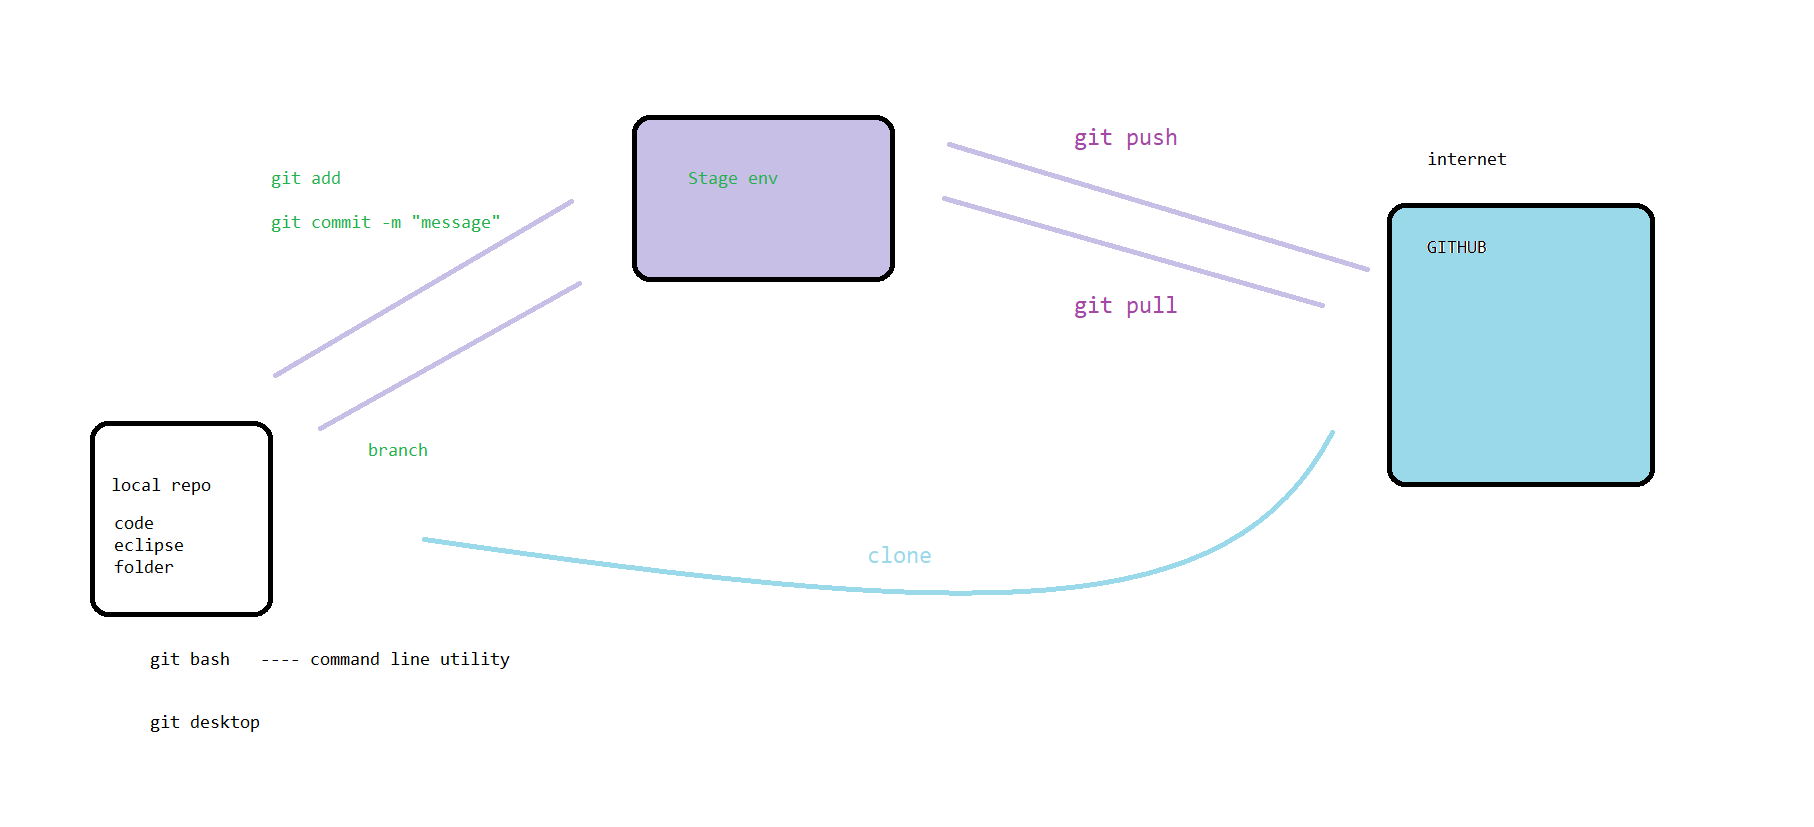 git add
git commit -m "message"
Stage env
git push
git pull
internet
GITHUB
branch
local repo
code
eclipse
folder
clone
git bash   ---- command line utility
git desktop